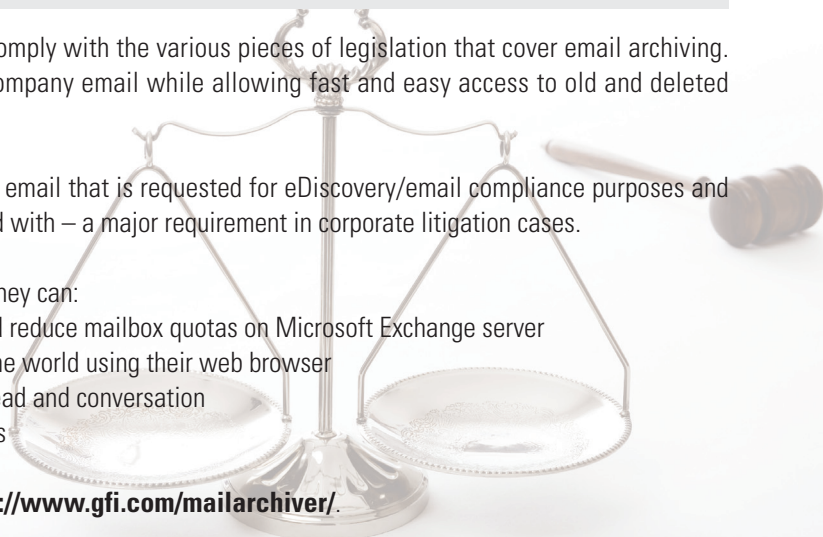 omply with the various pieces of legislation that cover email archiving.
ompany email while allowing fast and easy access to old and deleted
email that is requested for eDiscovery/email compliance purposes and
d with – a major requirement in corporate litigation cases.
hey can:
d reduce mailbox quotas on Microsoft Exchange server
he world using their web browser
ead and conversation
s
://www.gfi.com/mailarchiver/.